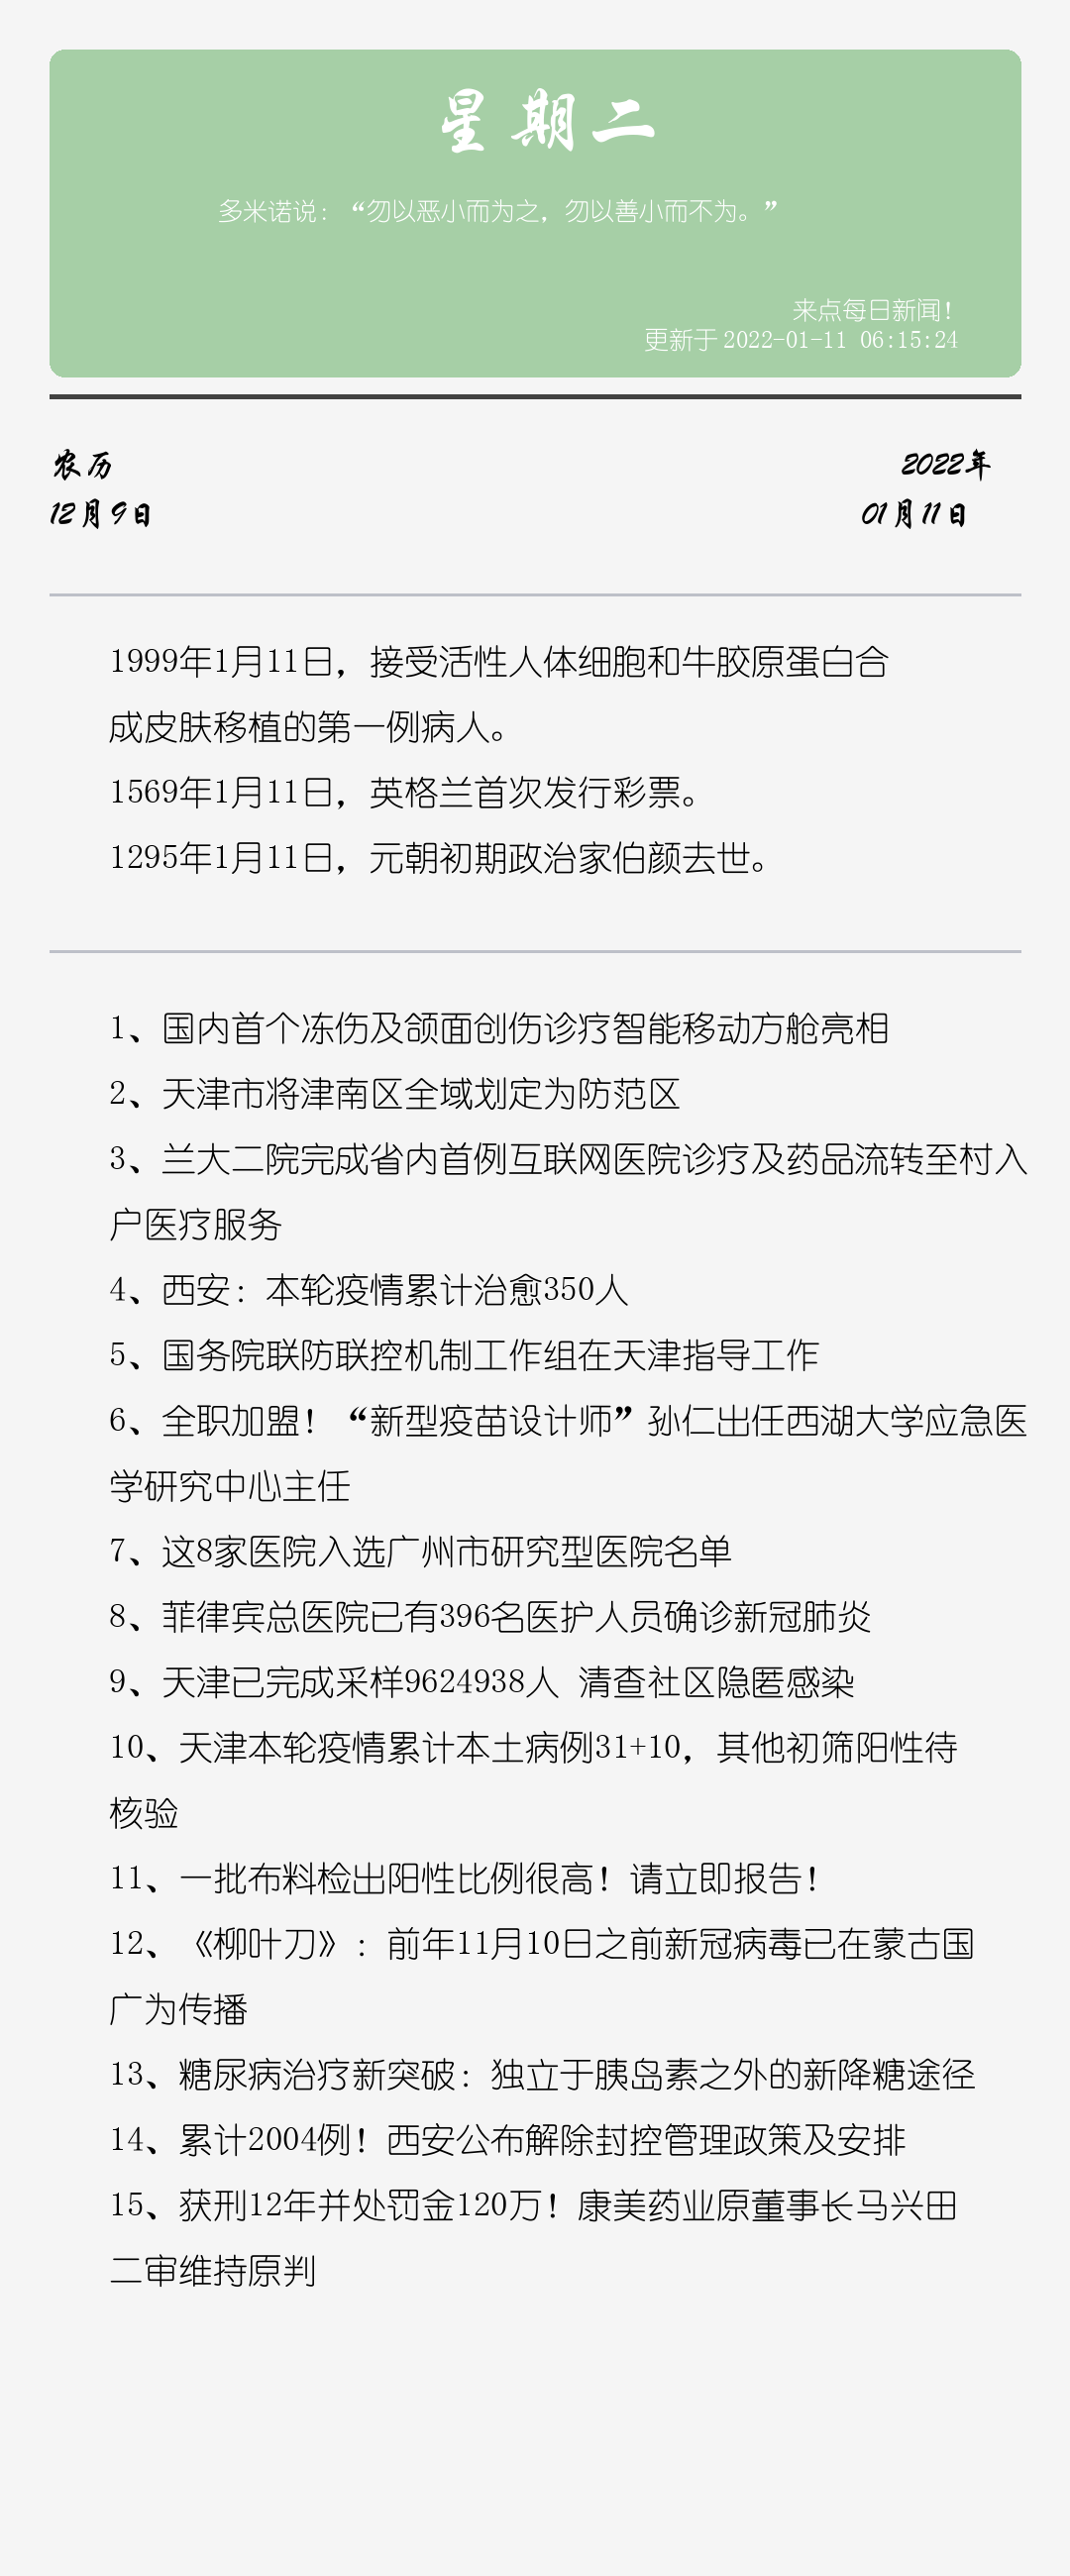 星期二
多米诺说：“勿以恶小而为之，勿以善小而不为。”
来点每日新闻！
更新于 2022-01-11 06:15:24
农历
2022年
12月9日
01月11日
1999年1月11日，接受活性人体细胞和牛胶原蛋白合
成皮肤移植的第一例病人。
1569年1月11日，英格兰首次发行彩票。
1295年1月11日，元朝初期政治家伯颜去世。
1、国内首个冻伤及颌面创伤诊疗智能移动方舱亮相
2、天津市将津南区全域划定为防范区
3、兰大二院完成省内首例互联网医院诊疗及药品流转至村入
户医疗服务
4、西安：本轮疫情累计治愈350人
5、国务院联防联控机制工作组在天津指导工作
6、全职加盟！“新型疫苗设计师”孙仁出任西湖大学应急医
学研究中心主任
7、这8家医院入选广州市研究型医院名单
8、菲律宾总医院已有396名医护人员确诊新冠肺炎
9、天津已完成采样9624938人 清查社区隐匿感染
10、天津本轮疫情累计本土病例31+10，其他初筛阳性待
核验
11、一批布料检出阳性比例很高！请立即报告！
12、《柳叶刀》：前年11月10日之前新冠病毒已在蒙古国
广为传播
13、糖尿病治疗新突破：独立于胰岛素之外的新降糖途径
14、累计2004例！西安公布解除封控管理政策及安排
15、获刑12年并处罚金120万！康美药业原董事长马兴田
二审维持原判